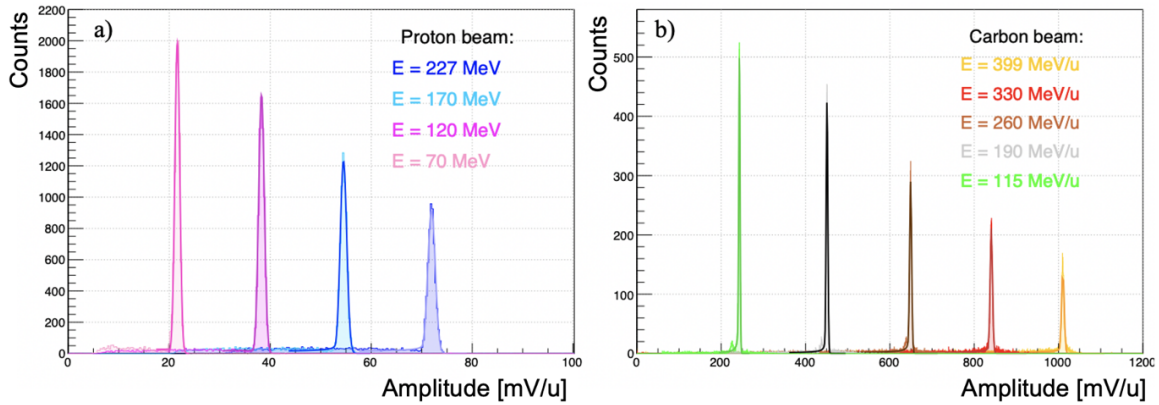 a)
Counts
2200
2000
1800
1600
1400
1200
1000
800
600
400
200
0
0 20 40 60 80 100
Amplitude [mV/u]
Proton beam:
E = 227 MeV
E = 170 MeV
E = 120 MeV
E = 70 MeV
b)
Counts
500
400
300
200
100
0
0 200 400 600 800 1000 1200
Amplitude [mV/u]
Carbon beam:
E = 399 MeV/u
E = 330 MeV/u
E = 260 MeV/u
E = 190 MeV/u
E = 115 MeV/u